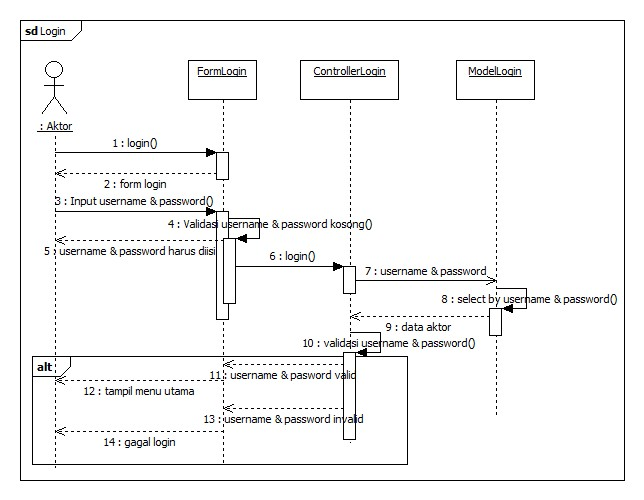 sd Login
FormLogin
ControllerLogin
ModelLogin
: Aktor
1 : login()
2 : form login
3 : Input username & password()
4 : Validasi username & password kosong()
5 : username & password harus diisi
6 : login()
7 : username & password
8 : select by username & password()
9 : data aktor
10 : validasi username & password()
alt
11 : username & pasword valid
12 : tampil menu utama
13 : username & password invalid
14 : gagal login